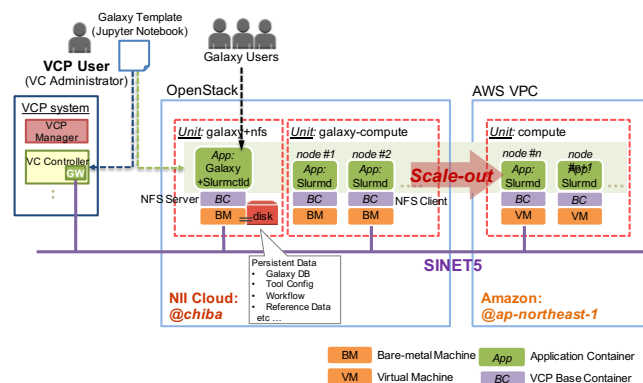 Galaxy Template
(Jupyter Notebook)
VCP User
(VC Administrator)
Galaxy Users
VCP system
VCP
Manager
VC Controller
GW
:
OpenStack
AWS VPC
Unit: galaxy+nfs
App:
Galaxy
+Slurmctld
NFS Server
BC
BM
disk
Unit: galaxy-compute
node #1
node #2
App:
Slurmd
App:
Slurmd
BC
BC
NFS Client
BM
BM
....
Scale-out
Unit: compute
node #n
App:
Slurmd
App:
Slurmd
....
BC
BC
VM
VM
SINET5
Persistent Data
• Galaxy DB
• Tool Config
• Workflow
• Reference Data
etc ...
NII Cloud:
@chiba
Amazon:
@ap-northeast-1
BM
Bare-metal Machine
App
Application Container
VM
Virtual Machine
BC
VCP Base Container